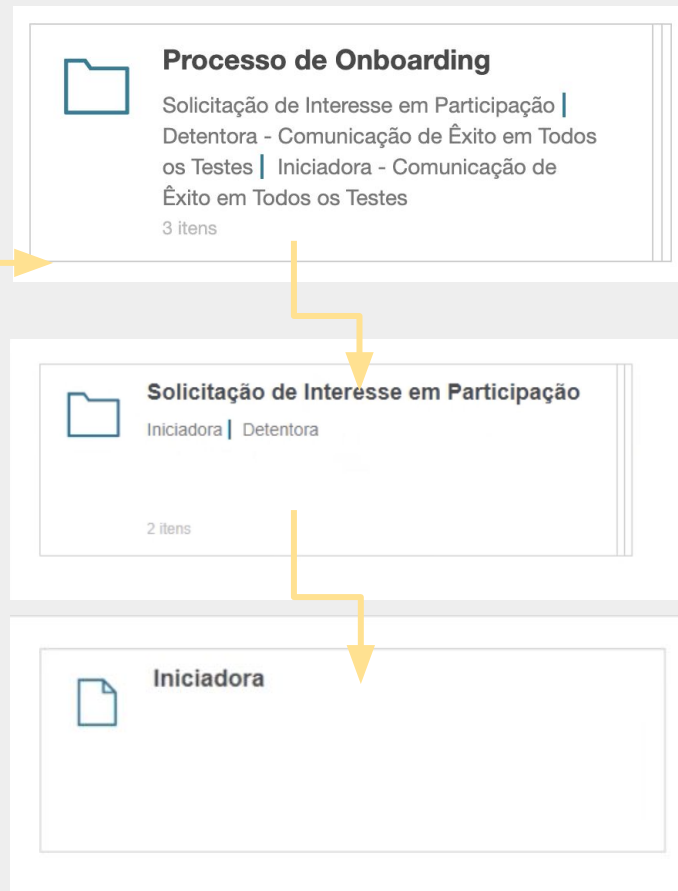 Processo de Onboarding
Solicitação de Interesse em Participação |
Detentora - Comunicação de Êxito em Todos
os Testes | Iniciadora - Comunicação de
Êxito em Todos os Testes
3 itens
Solicitação de Interesse em Participação
Iniciadora | Detentora
2 itens
Iniciadora